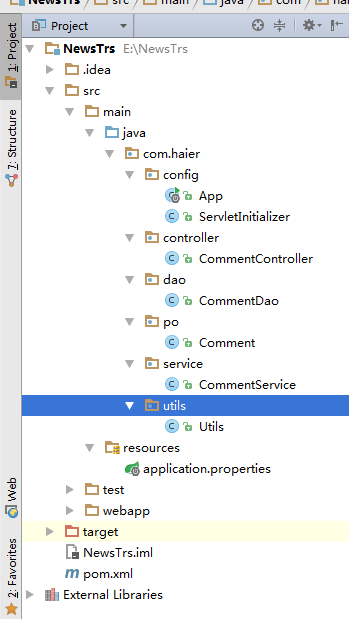 NewsTrs
src
main
java
com
Project
NewsTrs E:\NewsTrs
.idea
src
main
java
com.haier
config
App
ServletInitializer
controller
CommentController
dao
CommentDao
po
Comment
service
CommentService
utils
Utils
resources
application.properties
test
webapp
target
NewsTrs.iml
pom.xml
External Libraries
1: Project
7: Structure
Web
2: Favorites